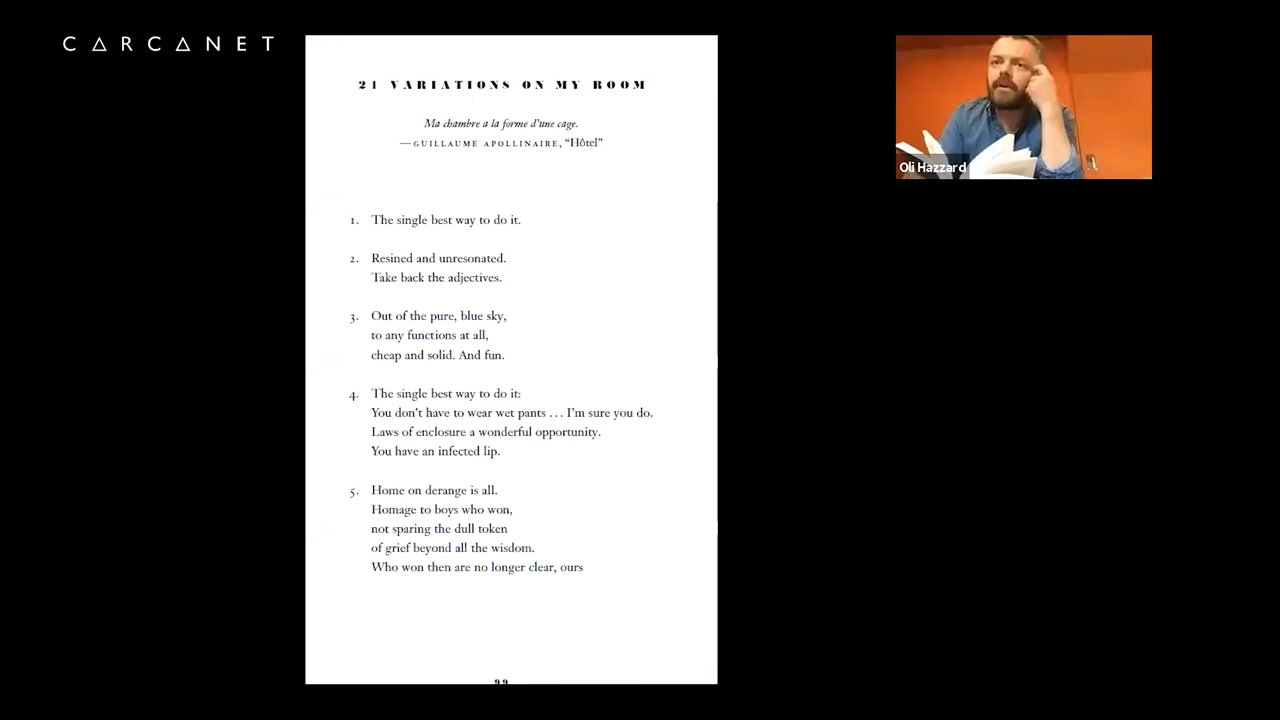 CARCANET
21 VARIATIONS ON MY ROOM
Ma chambre a la forme d'une cage.
—GUILLAUME APOLLINAIRE, “Hôtel”
1. The single best way to do it.
2. Resined and unresonated.
Take back the adjectives.
3. Out of the pure, blue sky,
to any functions at all,
cheap and solid. And fun.
4. The single best way to do it:
You don’t have to wear wet pants . . . I’m sure you do.
Laws of enclosure a wonderful opportunity.
You have an infected lip.
5. Home on derange is all.
Homage to boys who won,
not sparing the dull token
of grief beyond all the wisdom.
Who won then are no longer clear, ours
Oli Hazzard